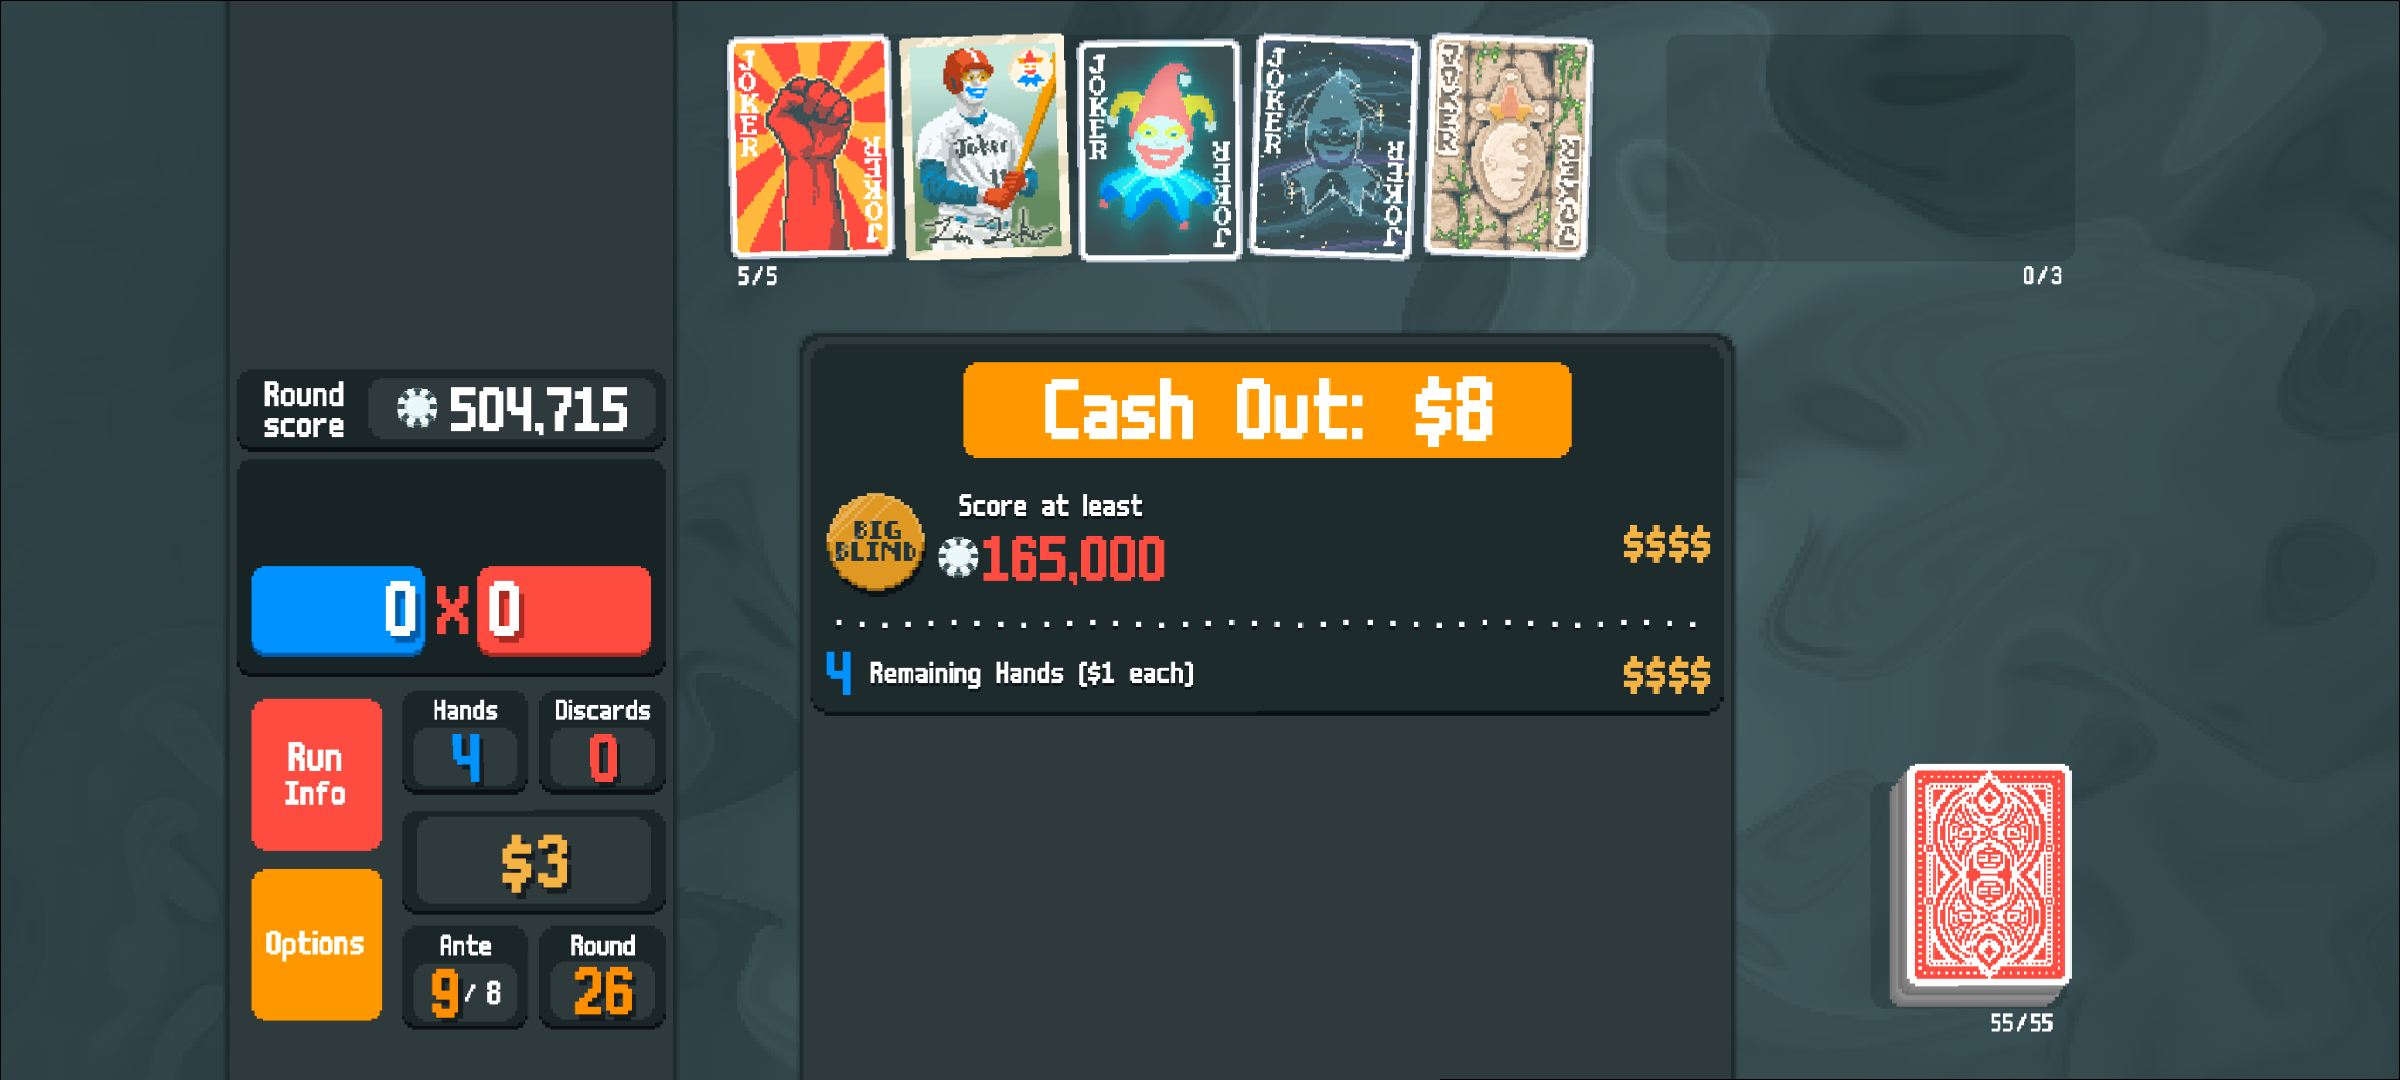 JOKER
JOKER
Joker
JOKER
JOKER
JOKER
JOKER
JOKER
JOKER
5/5
0/3
Round
score
504,715
Cash Out: $8
BIG
BLIND
Score at least
165,000
$$$$
0 X 0
4 Remaining Hands ($1 each)
$$$$
Run
Info
Hands
4
Discards
0
$3
Options
Ante
9/8
Round
26
55/55